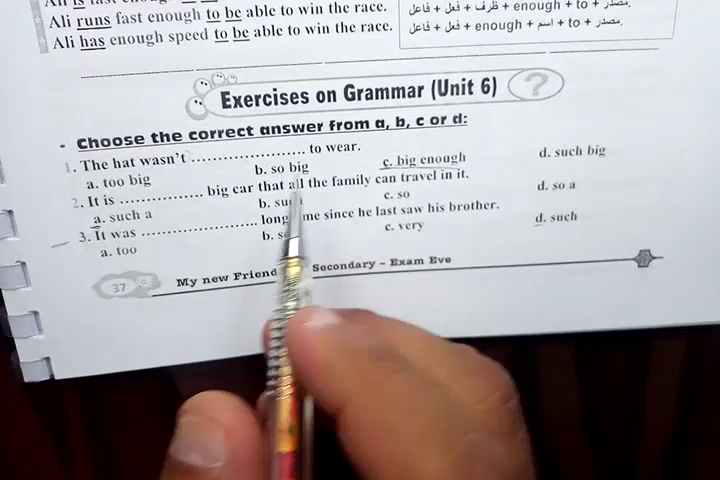 Ali is
Ali runs fast enough to be able to win the race.
Ali has enough speed to be able to win the race.
فاعل + فعل + ظرف + enough + to + مصدر.
فاعل + فعل + enough + اسم + to + مصدر.
Exercises on Grammar (Unit 6) ?
- Choose the correct answer from a, b, c or d:
1. The hat wasn't .................... to wear.
a. too big b. so big c. big enough d. such big
2. It is .................... big car that all the family can travel in it.
a. such a b. c. so d. so a
3. It was .................... long since he last saw his brother.
a. too b. c. very d. such
37 My new Friend Secondary - Exam Eve